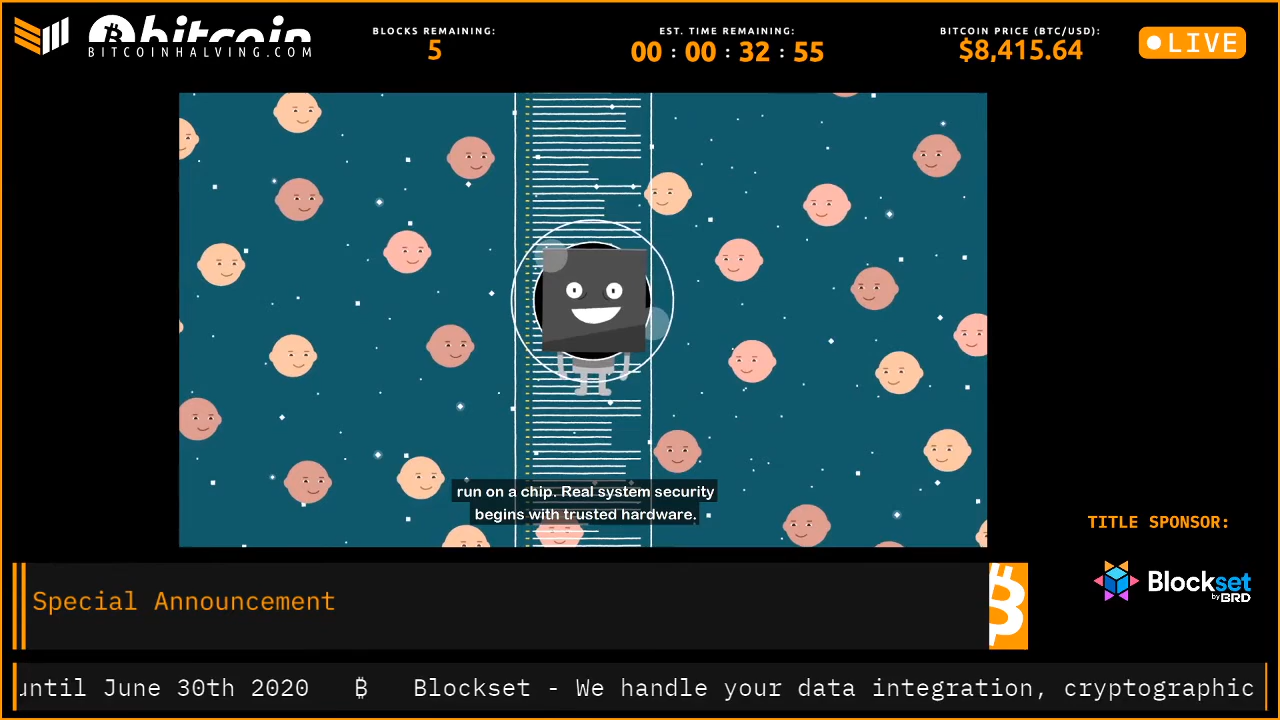 bitcoin
BITCOINHALVING.COM
BLOCKS REMAINING:
5
EST. TIME REMAINING:
00 : 00 : 32 : 55
BITCOIN PRICE (BTC/USD):
$8,415.64
LIVE
run on a chip. Real system security
begins with trusted hardware.
TITLE SPONSOR:
Blockset
by BRD
Special Announcement
until June 30th 2020 ₿ Blockset - We handle your data integration, cryptographic